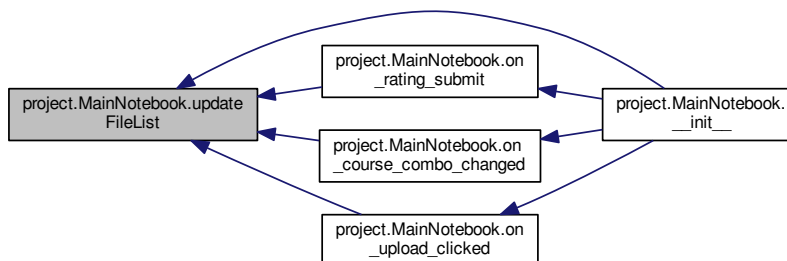 project.MainNotebook.update
FileList
project.MainNotebook.on
_rating_submit
project.MainNotebook.on
_course_combo_changed
project.MainNotebook.on
_upload_clicked
project.MainNotebook.
__init__